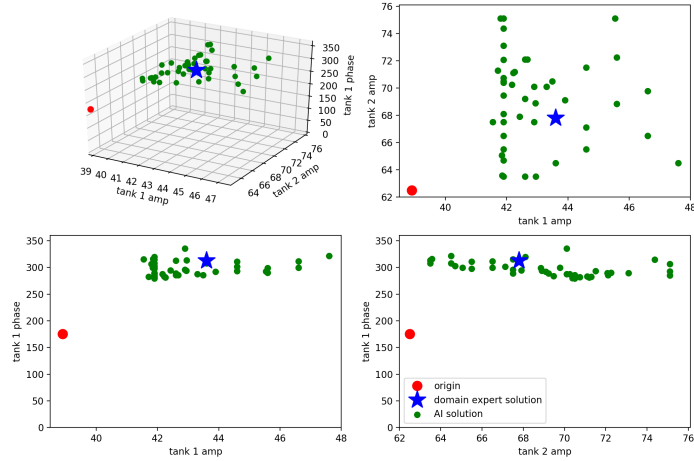 350
300
250
200
150
100
50
0
tank 1 phase
39 40 41 42 43 44 45 46 47
tank 1 amp
64 66 68 70 72 74 76
tank 2 amp
76
74
72
70
68
66
64
62
tank 2 amp
40 42 44 46 48
tank 1 amp
350
300
250
200
150
100
50
0
tank 1 phase
40 42 44 46 48
tank 1 amp
350
300
250
200
150
100
50
0
tank 1 phase
origin
domain expert solution
AI solution
62 64 66 68 70 72 74 76
tank 2 amp